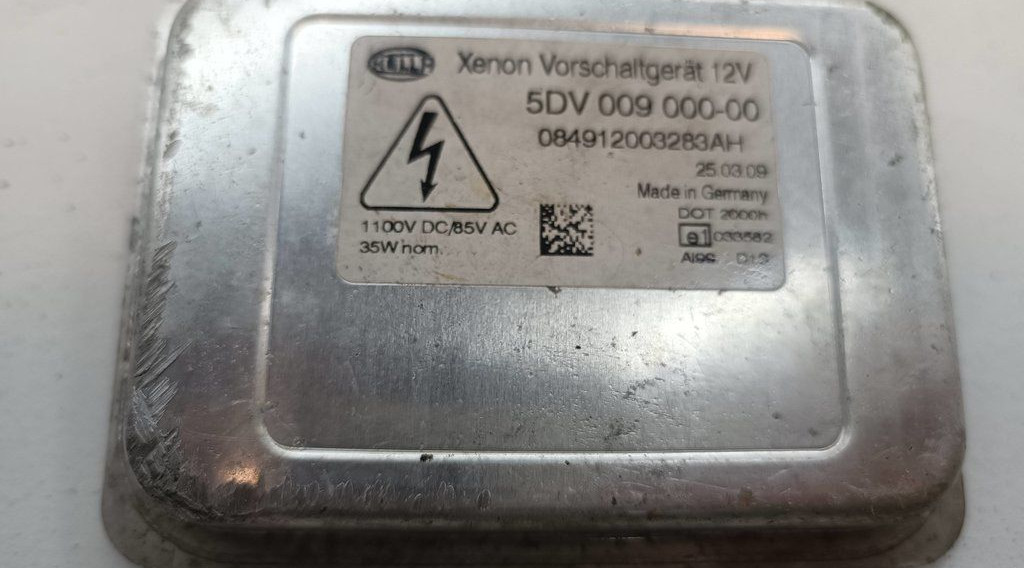 HELLA Xenon Vorschaltgerät 12V
5DV 009 000-00
084912003283AH
25.03.09
Made in Germany
DOT 2000h
e1 033582
1100V DC/85V AC
35W nom.